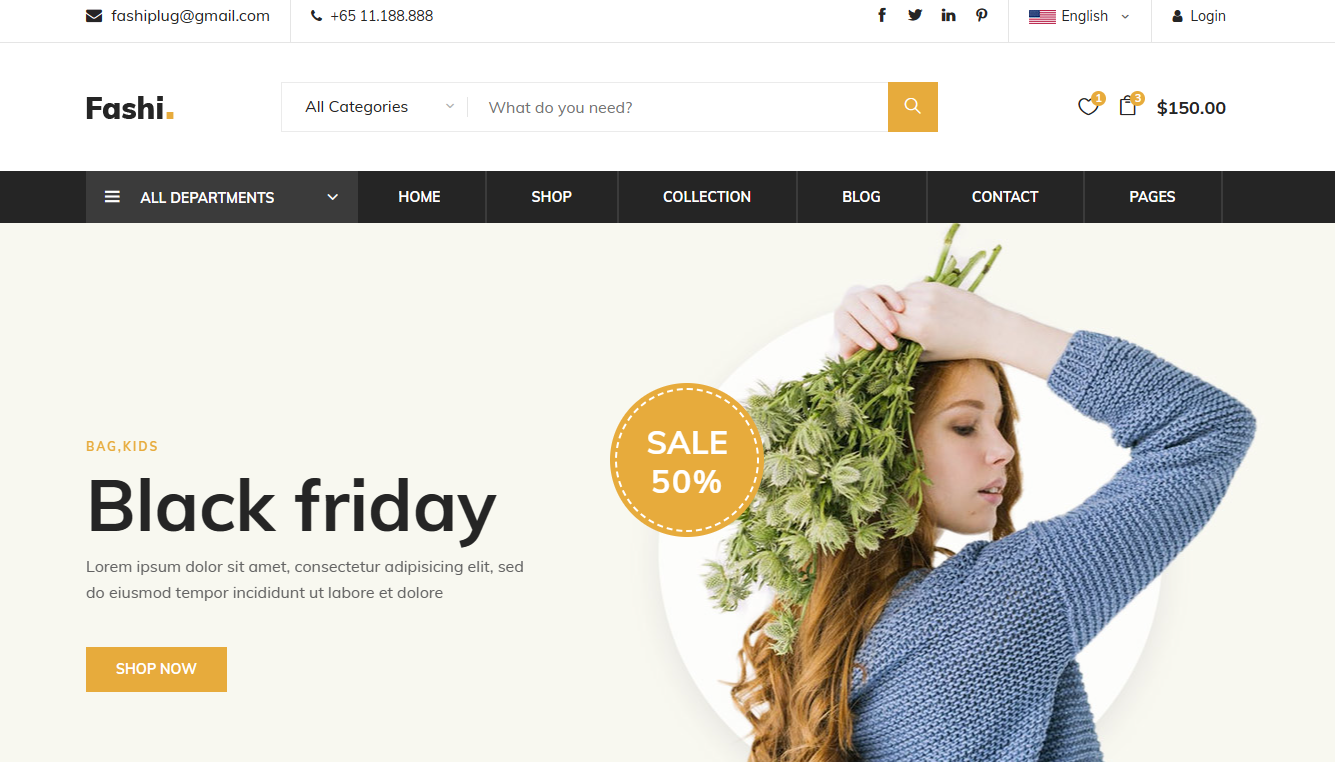 fashiplug@gmail.com
+65 11.188.888
English
Login
Fashi.
All Categories
What do you need?
1
3
$150.00
ALL DEPARTMENTS
HOME
SHOP
COLLECTION
BLOG
CONTACT
PAGES
BAG,KIDS
Black friday
Lorem ipsum dolor sit amet, consectetur adipisicing elit, sed
do eiusmod tempor incididunt ut labore et dolore
SHOP NOW
SALE
50%